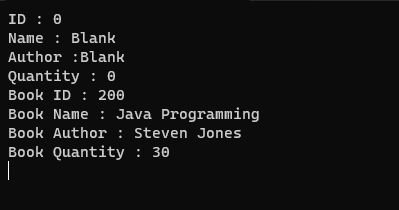 ID : 0
Name : Blank
Author :Blank
Quantity : 0
Book ID : 200
Book Name : Java Programming
Book Author : Steven Jones
Book Quantity : 30